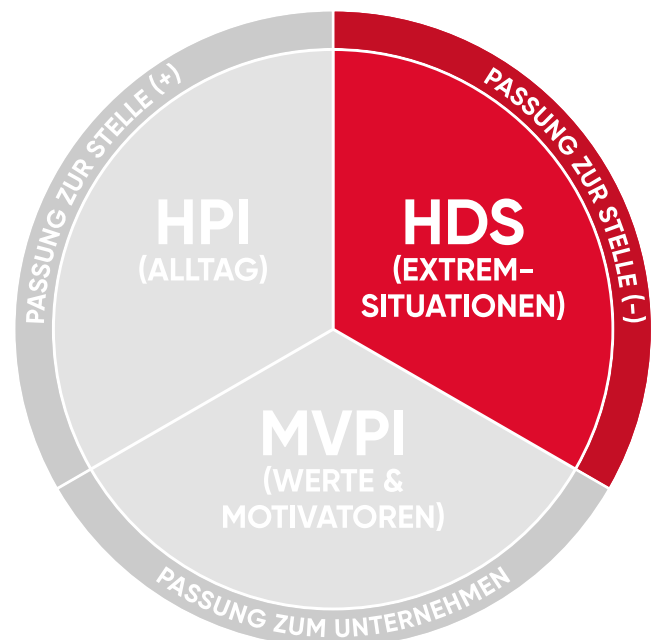 PASSUNG ZUR STELLE (+)
HPI
(ALLTAG)
PASSUNG ZUR STELLE (-)
HDS
(EXTREM-
SITUATIONEN)
MVPI
(WERTE &
MOTIVATOREN)
PASSUNG ZUM UNTERNEHMEN